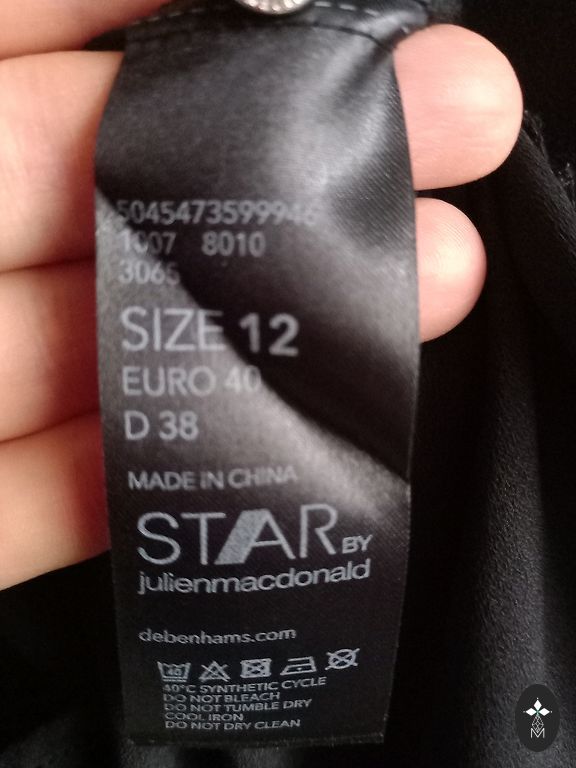 5045473599946
1007 8010
3065
SIZE 12
EURO 40
D 38
MADE IN CHINA
STAR BY
julienmacdonald
debenhams.com
40
40°C SYNTHETIC CYCLE
DO NOT BLEACH
DO NOT TUMBLE DRY
COOL IRON
DO NOT DRY CLEAN
M